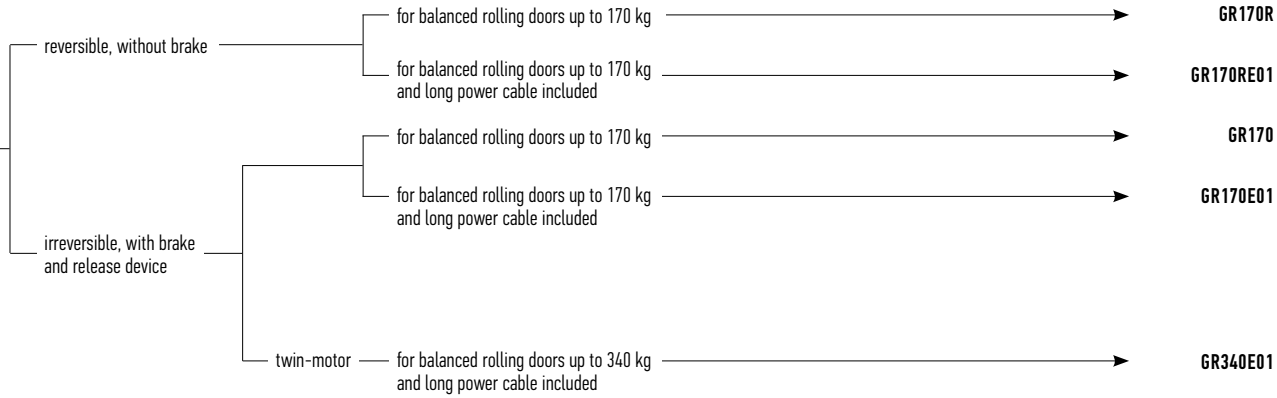 for balanced rolling doors up to 170 kg
GR170R
reversible, without brake
for balanced rolling doors up to 170 kg
and long power cable included
GR170RE01
for balanced rolling doors up to 170 kg
GR170
for balanced rolling doors up to 170 kg
and long power cable included
GR170E01
irreversible, with brake
and release device
twin-motor
for balanced rolling doors up to 340 kg
and long power cable included
GR340E01